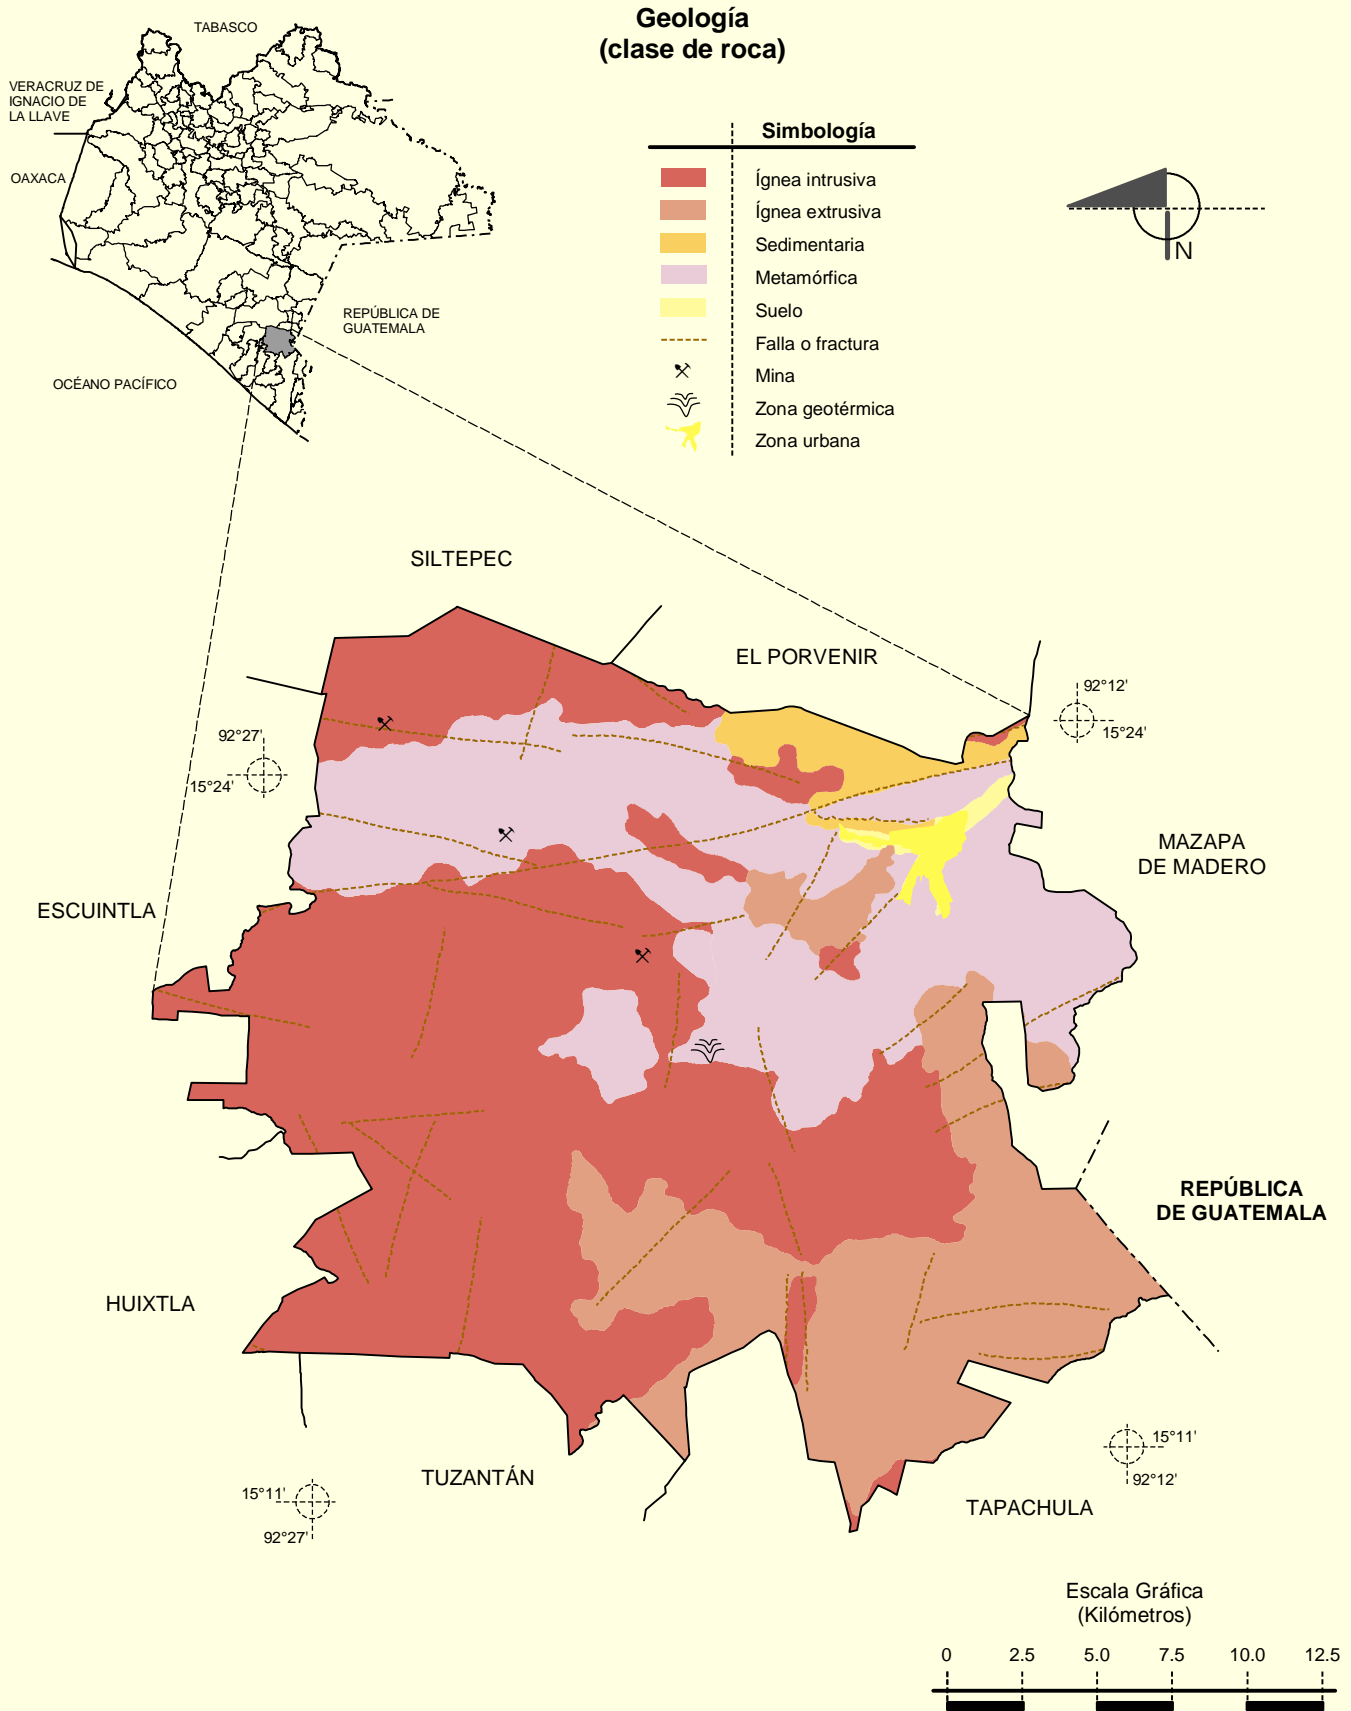 Geología
(clase de roca)
TABASCO
VERACRUZ DE
IGNACIO DE
LA LLAVE
OAXACA
REPÚBLICA DE
GUATEMALA
OCÉANO PACÍFICO
Simbología
Ígnea intrusiva
Ígnea extrusiva
Sedimentaria
Metamórfica
Suelo
Falla o fractura
Mina
Zona geotérmica
Zona urbana
N
SILTEPEC
EL PORVENIR
92°12'
15°24'
92°27'
15°24'
MAZAPA
DE MADERO
ESCUINTLA
REPÚBLICA
DE GUATEMALA
HUIXTLA
TUZANTÁN
TAPACHULA
15°11'
92°12'
15°11'
92°27'
Escala Gráfica
(Kilómetros)
0 2.5 5.0 7.5 10.0 12.5